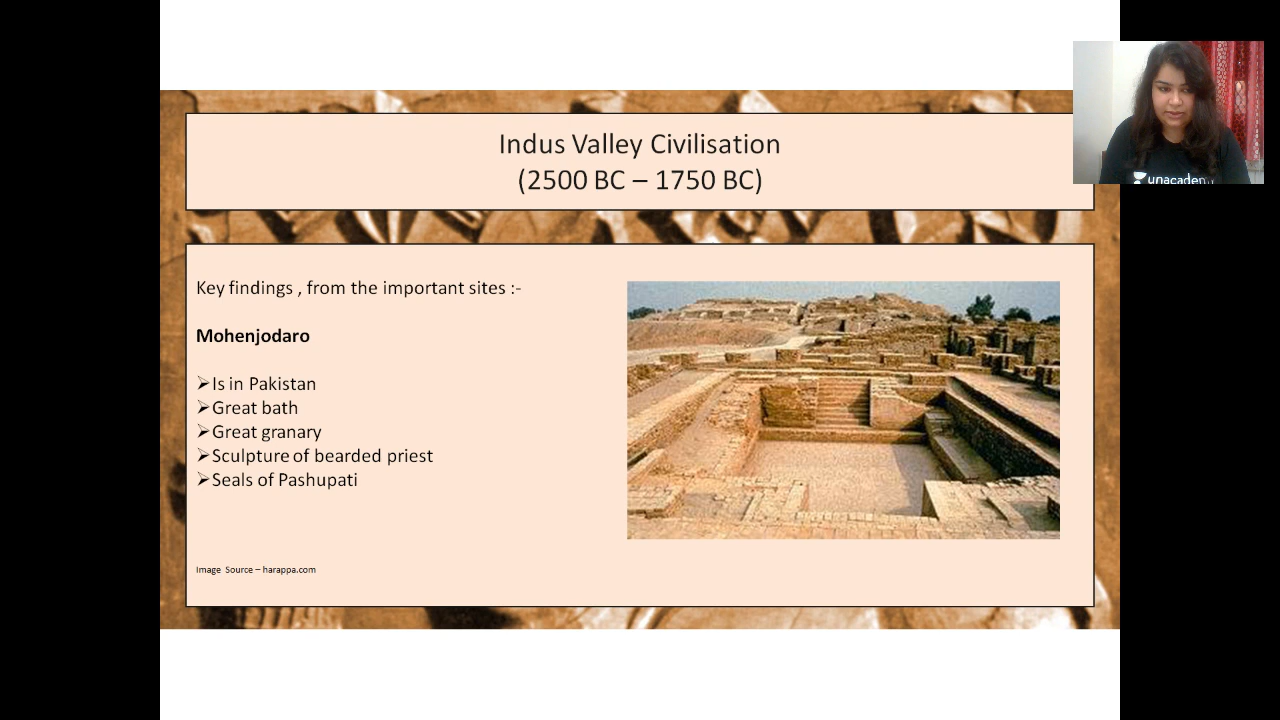 Indus Valley Civilisation
(2500 BC – 1750 BC)
Key findings , from the important sites :-
Mohenjodaro
➢Is in Pakistan
➢Great bath
➢Great granary
➢Sculpture of bearded priest
➢Seals of Pashupati
Image Source – harappa.com
unacademy